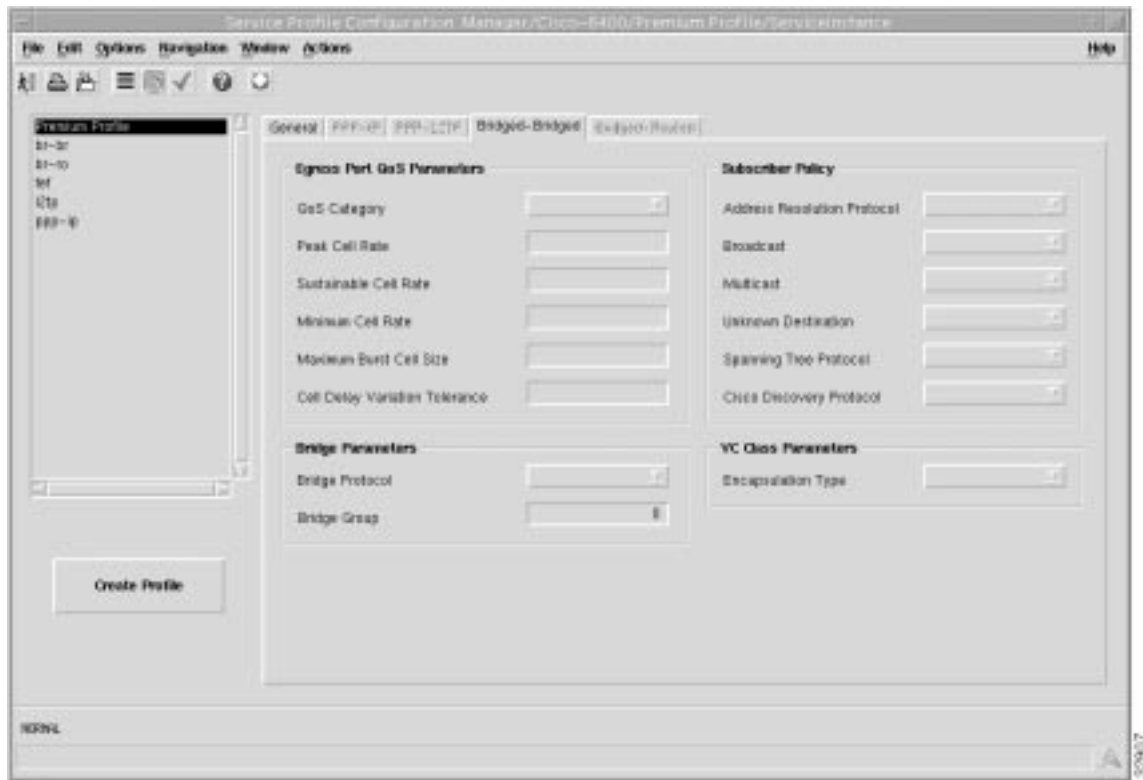 Service Profile Configuration Manager/Cisco-6400/Premium Profile/ServiceInstance
File Edit Options Navigation Window Actions Help
Premium Profile
br-br
br-ro
l2tp
ppp-ip
General PPP-IP PPP-L2TP Bridged-Bridged Bridged-Routed
Egress Port QoS Parameters
QoS Category
Peak Cell Rate
Sustainable Cell Rate
Minimum Cell Rate
Maximum Burst Cell Size
Cell Delay Variation Tolerance
Bridge Parameters
Bridge Protocol
Bridge Group
Subscriber Policy
Address Resolution Protocol
Broadcast
Multicast
Unknown Destination
Spanning Tree Protocol
Cisco Discovery Protocol
VC Class Parameters
Encapsulation Type
Create Profile
NORMAL